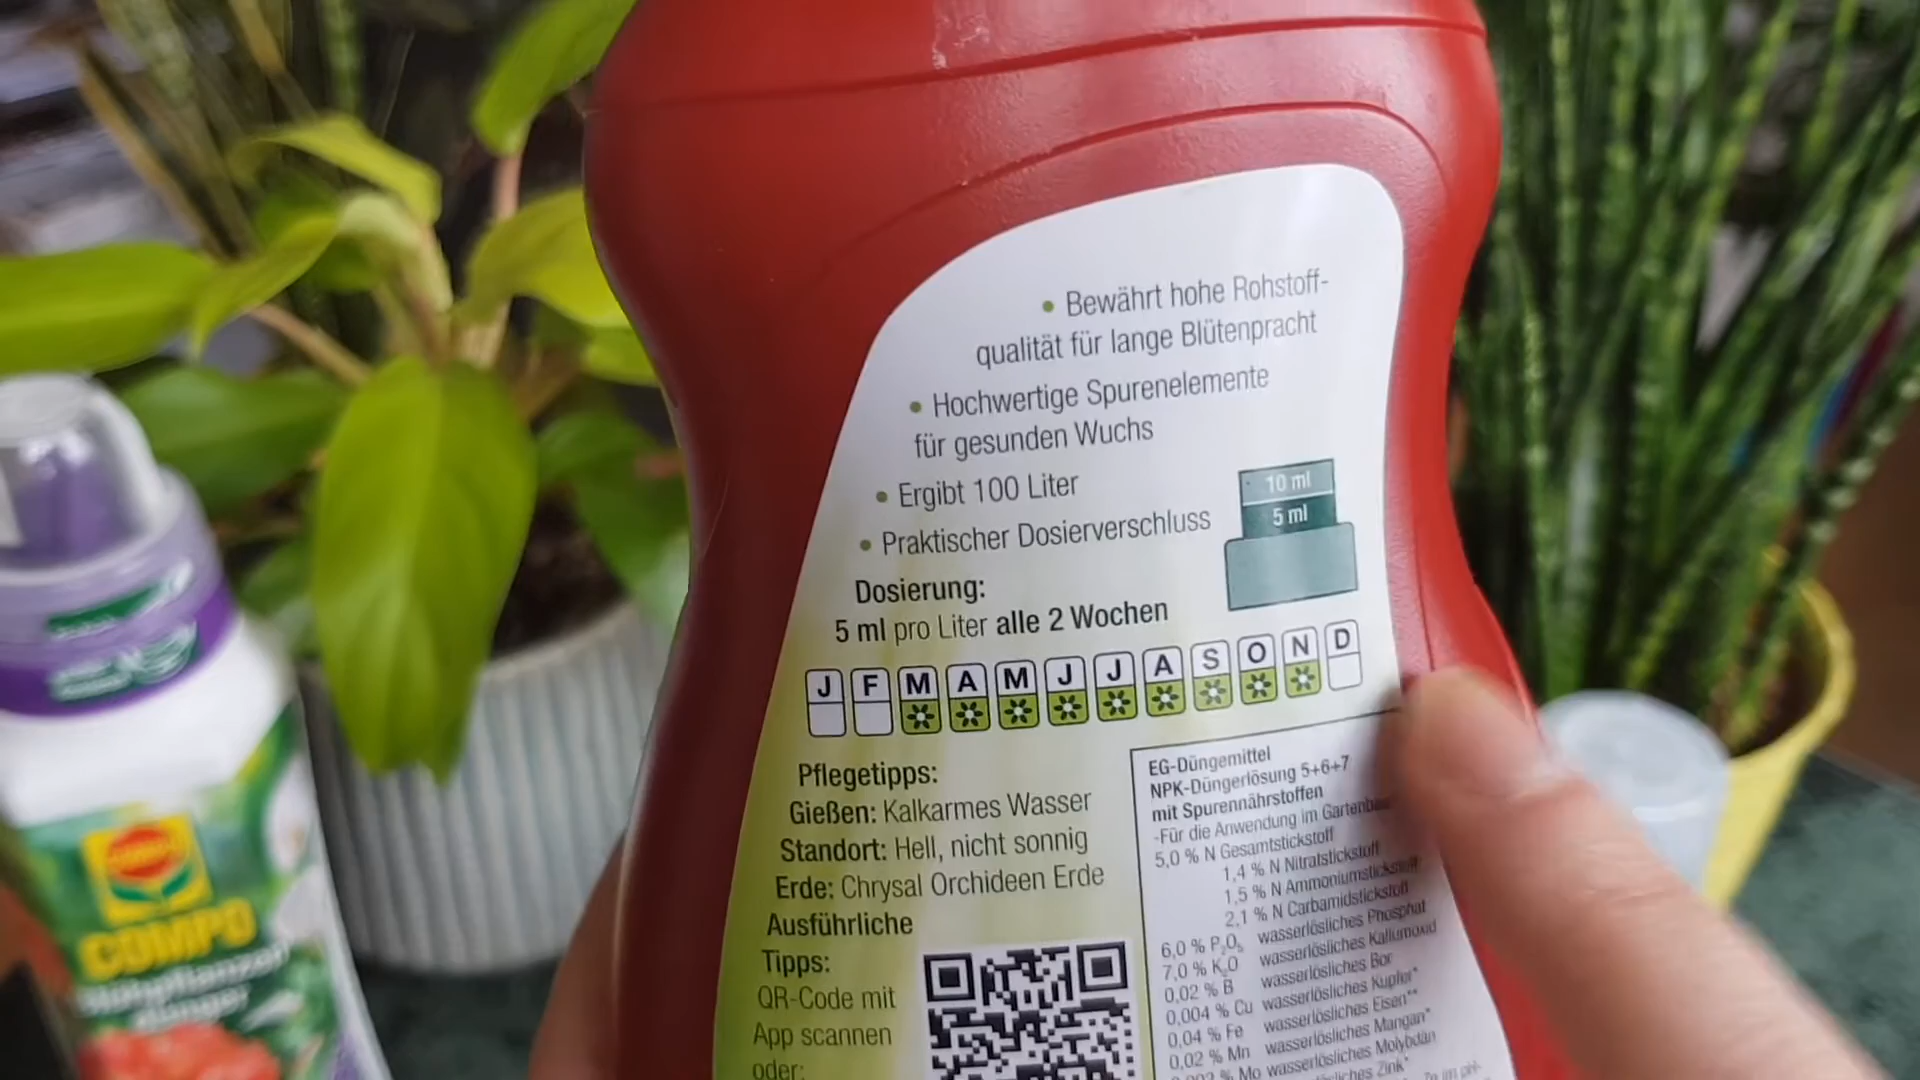 • Bewährt hohe Rohstoff-
qualität für lange Blütenpracht
• Hochwertige Spurenelemente
für gesunden Wuchs
• Ergibt 100 Liter
• Praktischer Dosierverschluss
10 ml
5 ml
Dosierung:
5 ml pro Liter alle 2 Wochen
J F M A M J J A S O N D
Pflegetipps:
Gießen: Kalkarmes Wasser
Standort: Hell, nicht sonnig
Erde: Chrysal Orchideen Erde
Ausführliche
Tipps:
QR-Code mit
App scannen
oder:
EG-Düngemittel
NPK-Düngerlösung 5+6+7
mit Spurennährstoffen
-Für die Anwendung im Gartenbau
5,0 % N Gesamtstickstoff
1,4 % N Nitratstickstoff
1,5 % N Ammoniumstickstoff
2,1 % N Carbamidstickstoff
6,0 % P2O5 wasserlösliches Phosphat
7,0 % K2O wasserlösliches Kaliumoxid
0,02 % B wasserlösliches Bor
0,004 % Cu wasserlösliches Kupfer*
0,04 % Fe wasserlösliches Eisen**
0,02 % Mn wasserlösliches Mangan*
Mo wasserlösliches Molybdän
Zink*
COMPO